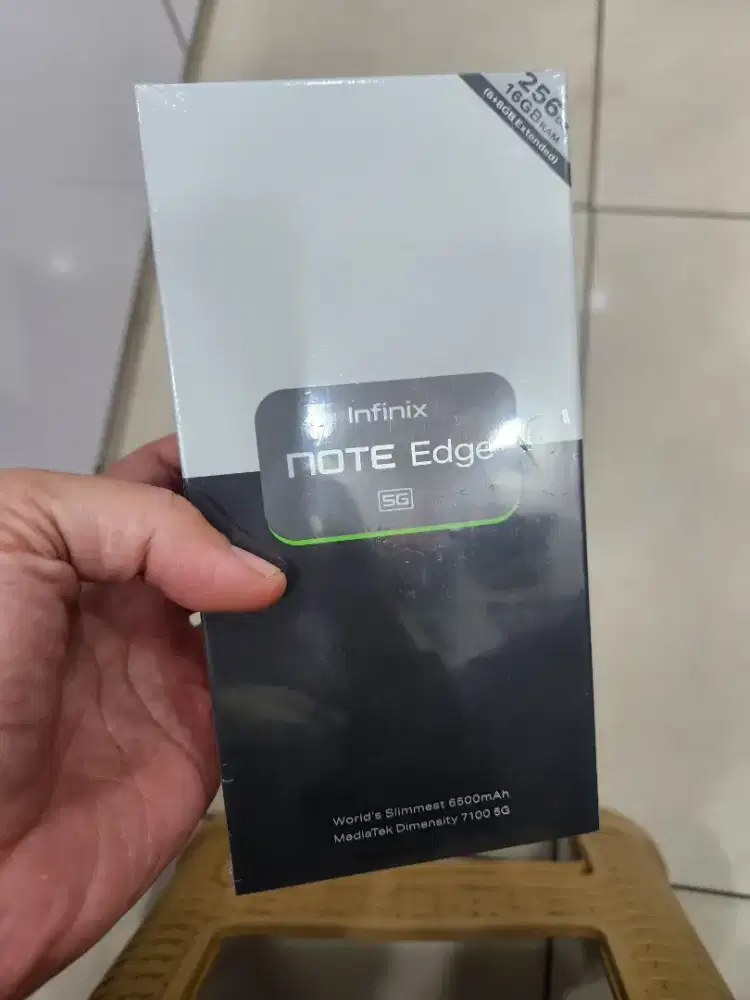 256GB
16GB RAM
(8+8GB Extended)
Infinix
NOTE Edge
5G
World's Slimmest 6500mAh
MediaTek Dimensity 7100 5G